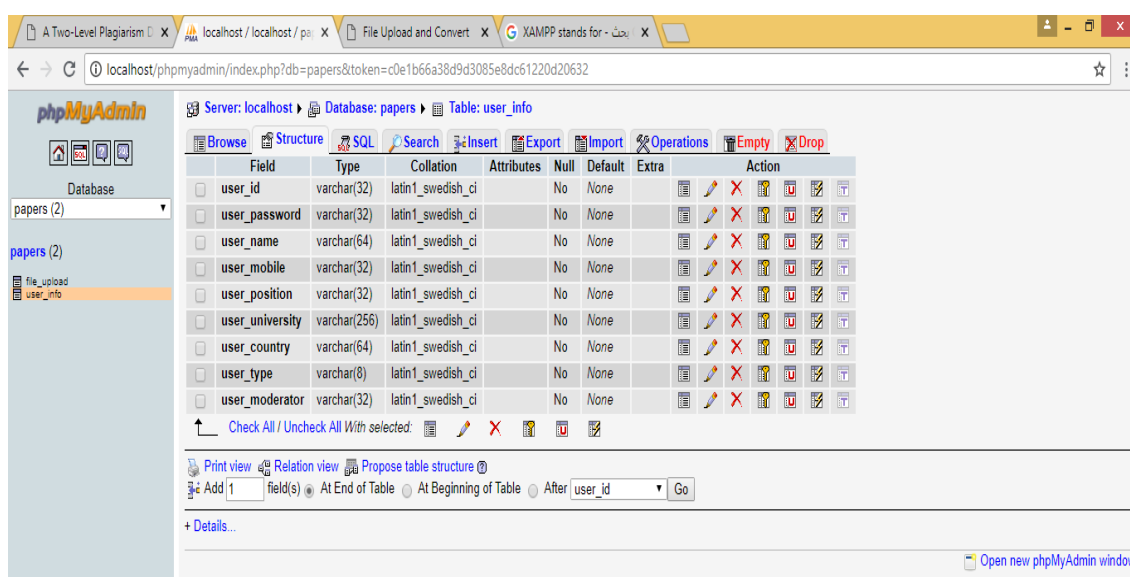 A Two-Level Plagiarism D
localhost / localhost / pa
File Upload and Convert
XAMPP stands for - بحث
localhost/phpmyadmin/index.php?db=papers&token=c0e1b66a38d9d3085e8dc61220d20632
phpMyAdmin
Server: localhost Database: papers Table: user_info
Browse Structure SQL Search Insert Export Import Operations Empty Drop
Database
papers (2)
papers (2)
file_upload
user_info
Field Type Collation Attributes Null Default Extra Action
user_id varchar(32) latin1_swedish_ci No None
user_password varchar(32) latin1_swedish_ci No None
user_name varchar(64) latin1_swedish_ci No None
user_mobile varchar(32) latin1_swedish_ci No None
user_position varchar(32) latin1_swedish_ci No None
user_university varchar(256) latin1_swedish_ci No None
user_country varchar(64) latin1_swedish_ci No None
user_type varchar(8) latin1_swedish_ci No None
user_moderator varchar(32) latin1_swedish_ci No None
Check All / Uncheck All With selected:
Print view Relation view Propose table structure
Add 1 field(s) At End of Table At Beginning of Table After user_id Go
+ Details...
Open new phpMyAdmin window